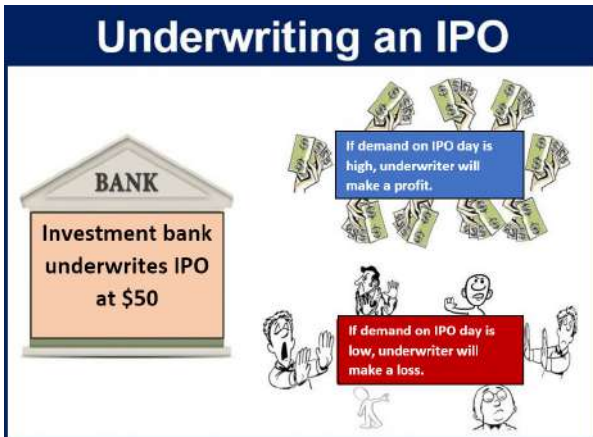 Underwriting an IPO
BANK
Investment bank
underwrites IPO
at $50
If demand on IPO day is
high, underwriter will
make a profit.
If demand on IPO day is
low, underwriter will
make a loss.